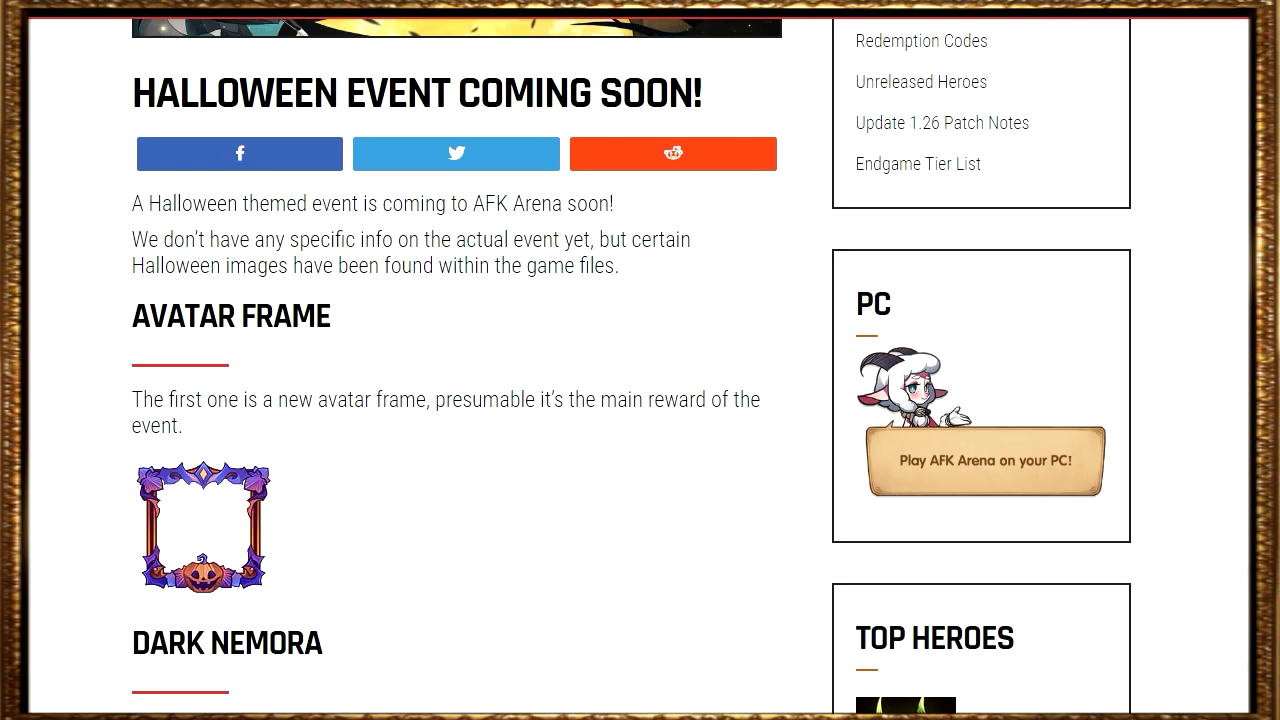 HALLOWEEN EVENT COMING SOON!
A Halloween themed event is coming to AFK Arena soon!
We don't have any specific info on the actual event yet, but certain
Halloween images have been found within the game files.
AVATAR FRAME
The first one is a new avatar frame, presumable it's the main reward of the
event.
DARK NEMORA
Redemption Codes
Unreleased Heroes
Update 1.26 Patch Notes
Endgame Tier List
PC
Play AFK Arena on your PC!
TOP HEROES